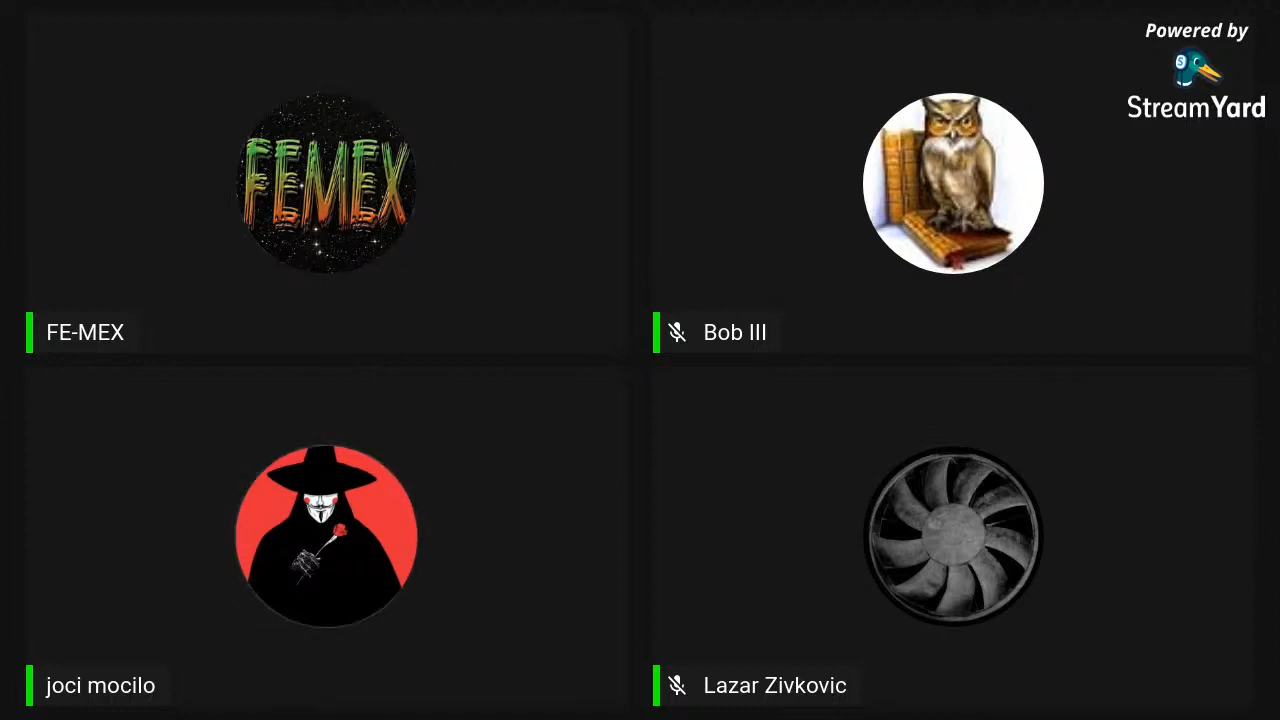 Powered by
S
StreamYard
FEMEX
FE-MEX
Bob III
joci mocilo
Lazar Zivkovic